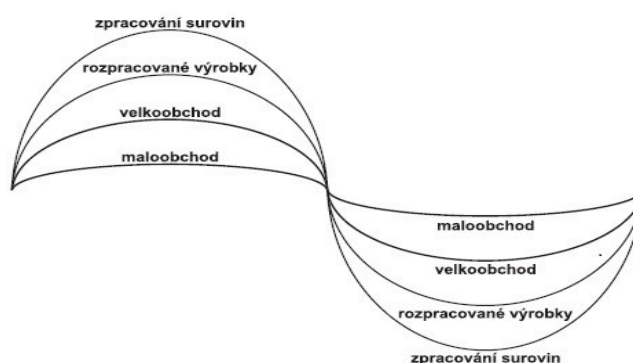 zpracování surovin
rozpracované výrobky
velkoobchod
maloobchod
maloobchod
velkoobchod
rozpracované výrobky
zpracování surovin